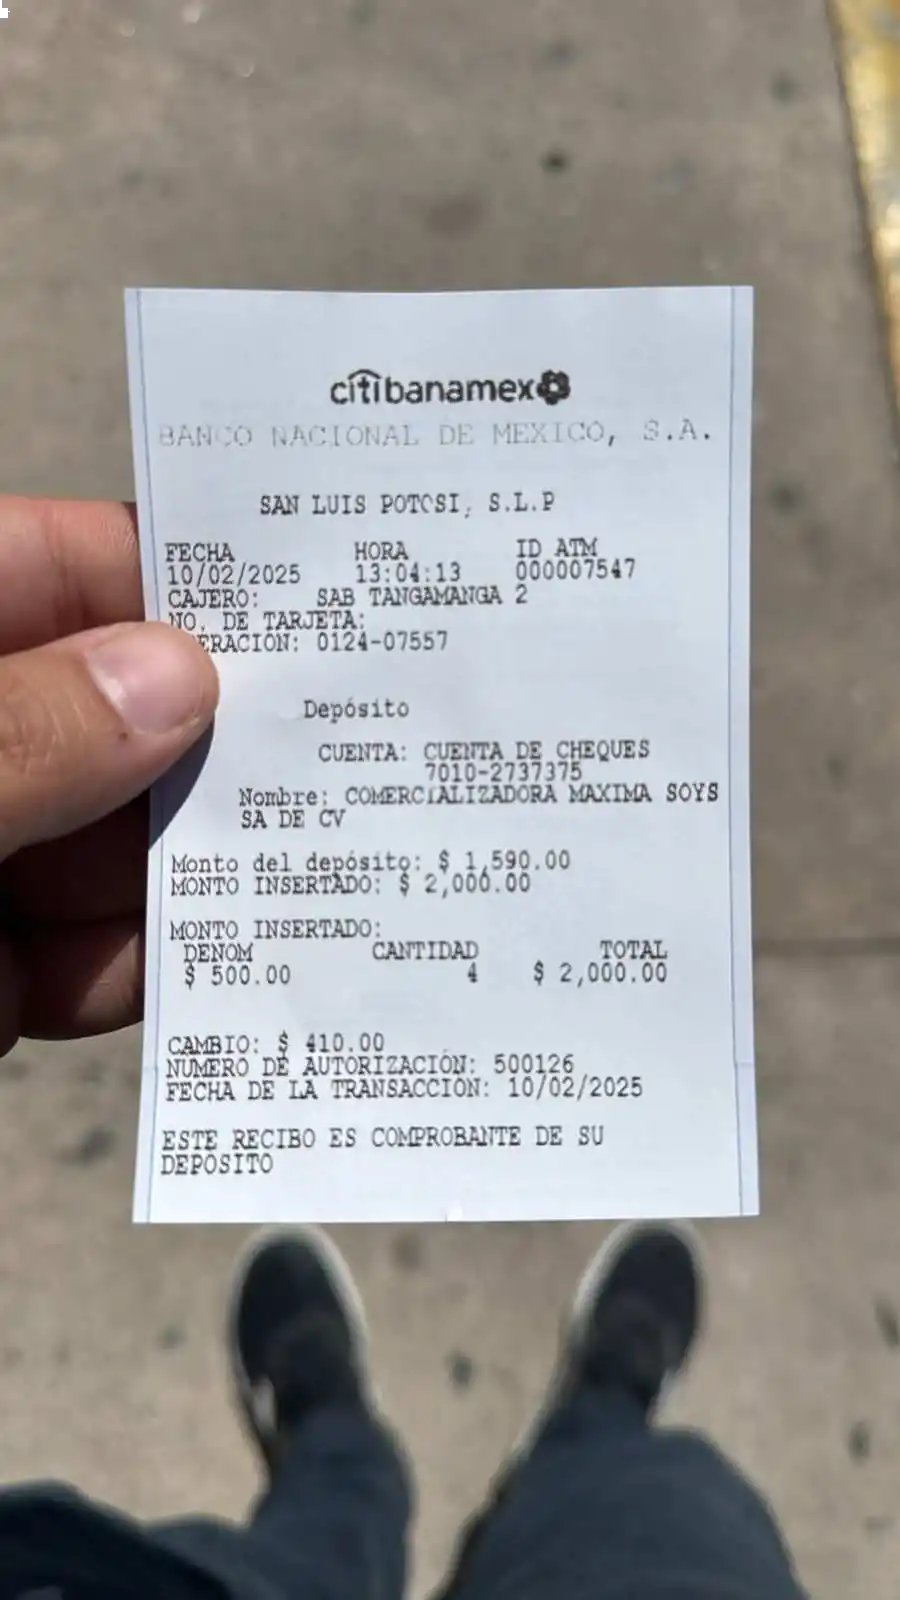 citibanamex
BANCO NACIONAL DE MEXICO, S.A.
SAN LUIS POTOSI, S.L.P
FECHA HORA ID ATM
10/02/2025 13:04:13 000007547
CAJERO: SAB TANGAMANGA 2
NO. DE TARJETA:
ERACION: 0124-07557
Depósito
CUENTA: CUENTA DE CHEQUES
7010-2737375
Nombre: COMERCIALIZADORA MAXIMA SOYS
SA DE CV
Monto del depósito: $ 1,590.00
MONTO INSERTADO: $ 2,000.00
MONTO INSERTADO:
DENOM CANTIDAD TOTAL
$ 500.00 4 $ 2,000.00
CAMBIO: $ 410.00
NUMERO DE AUTORIZACIÓN: 500126
FECHA DE LA TRANSACCIÓN: 10/02/2025
ESTE RECIBO ES COMPROBANTE DE SU
DEPÓSITO